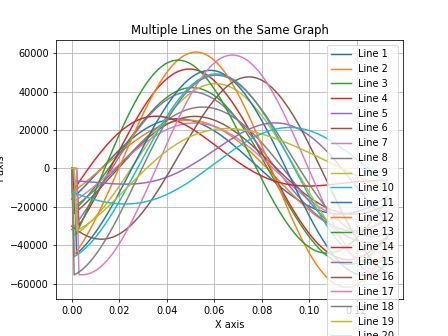 Multiple Lines on the Same Graph
60000
40000
20000
0
−20000
−40000
−60000
axis
0.00
0.02
0.04
0.06
0.08
0.10
X axis
Line 1
Line 2
Line 3
Line 4
Line 5
Line 6
Line 7
Line 8
Line 9
Line 10
Line 11
Line 12
Line 13
Line 14
Line 15
Line 16
Line 17
Line 18
Line 19
Line 20